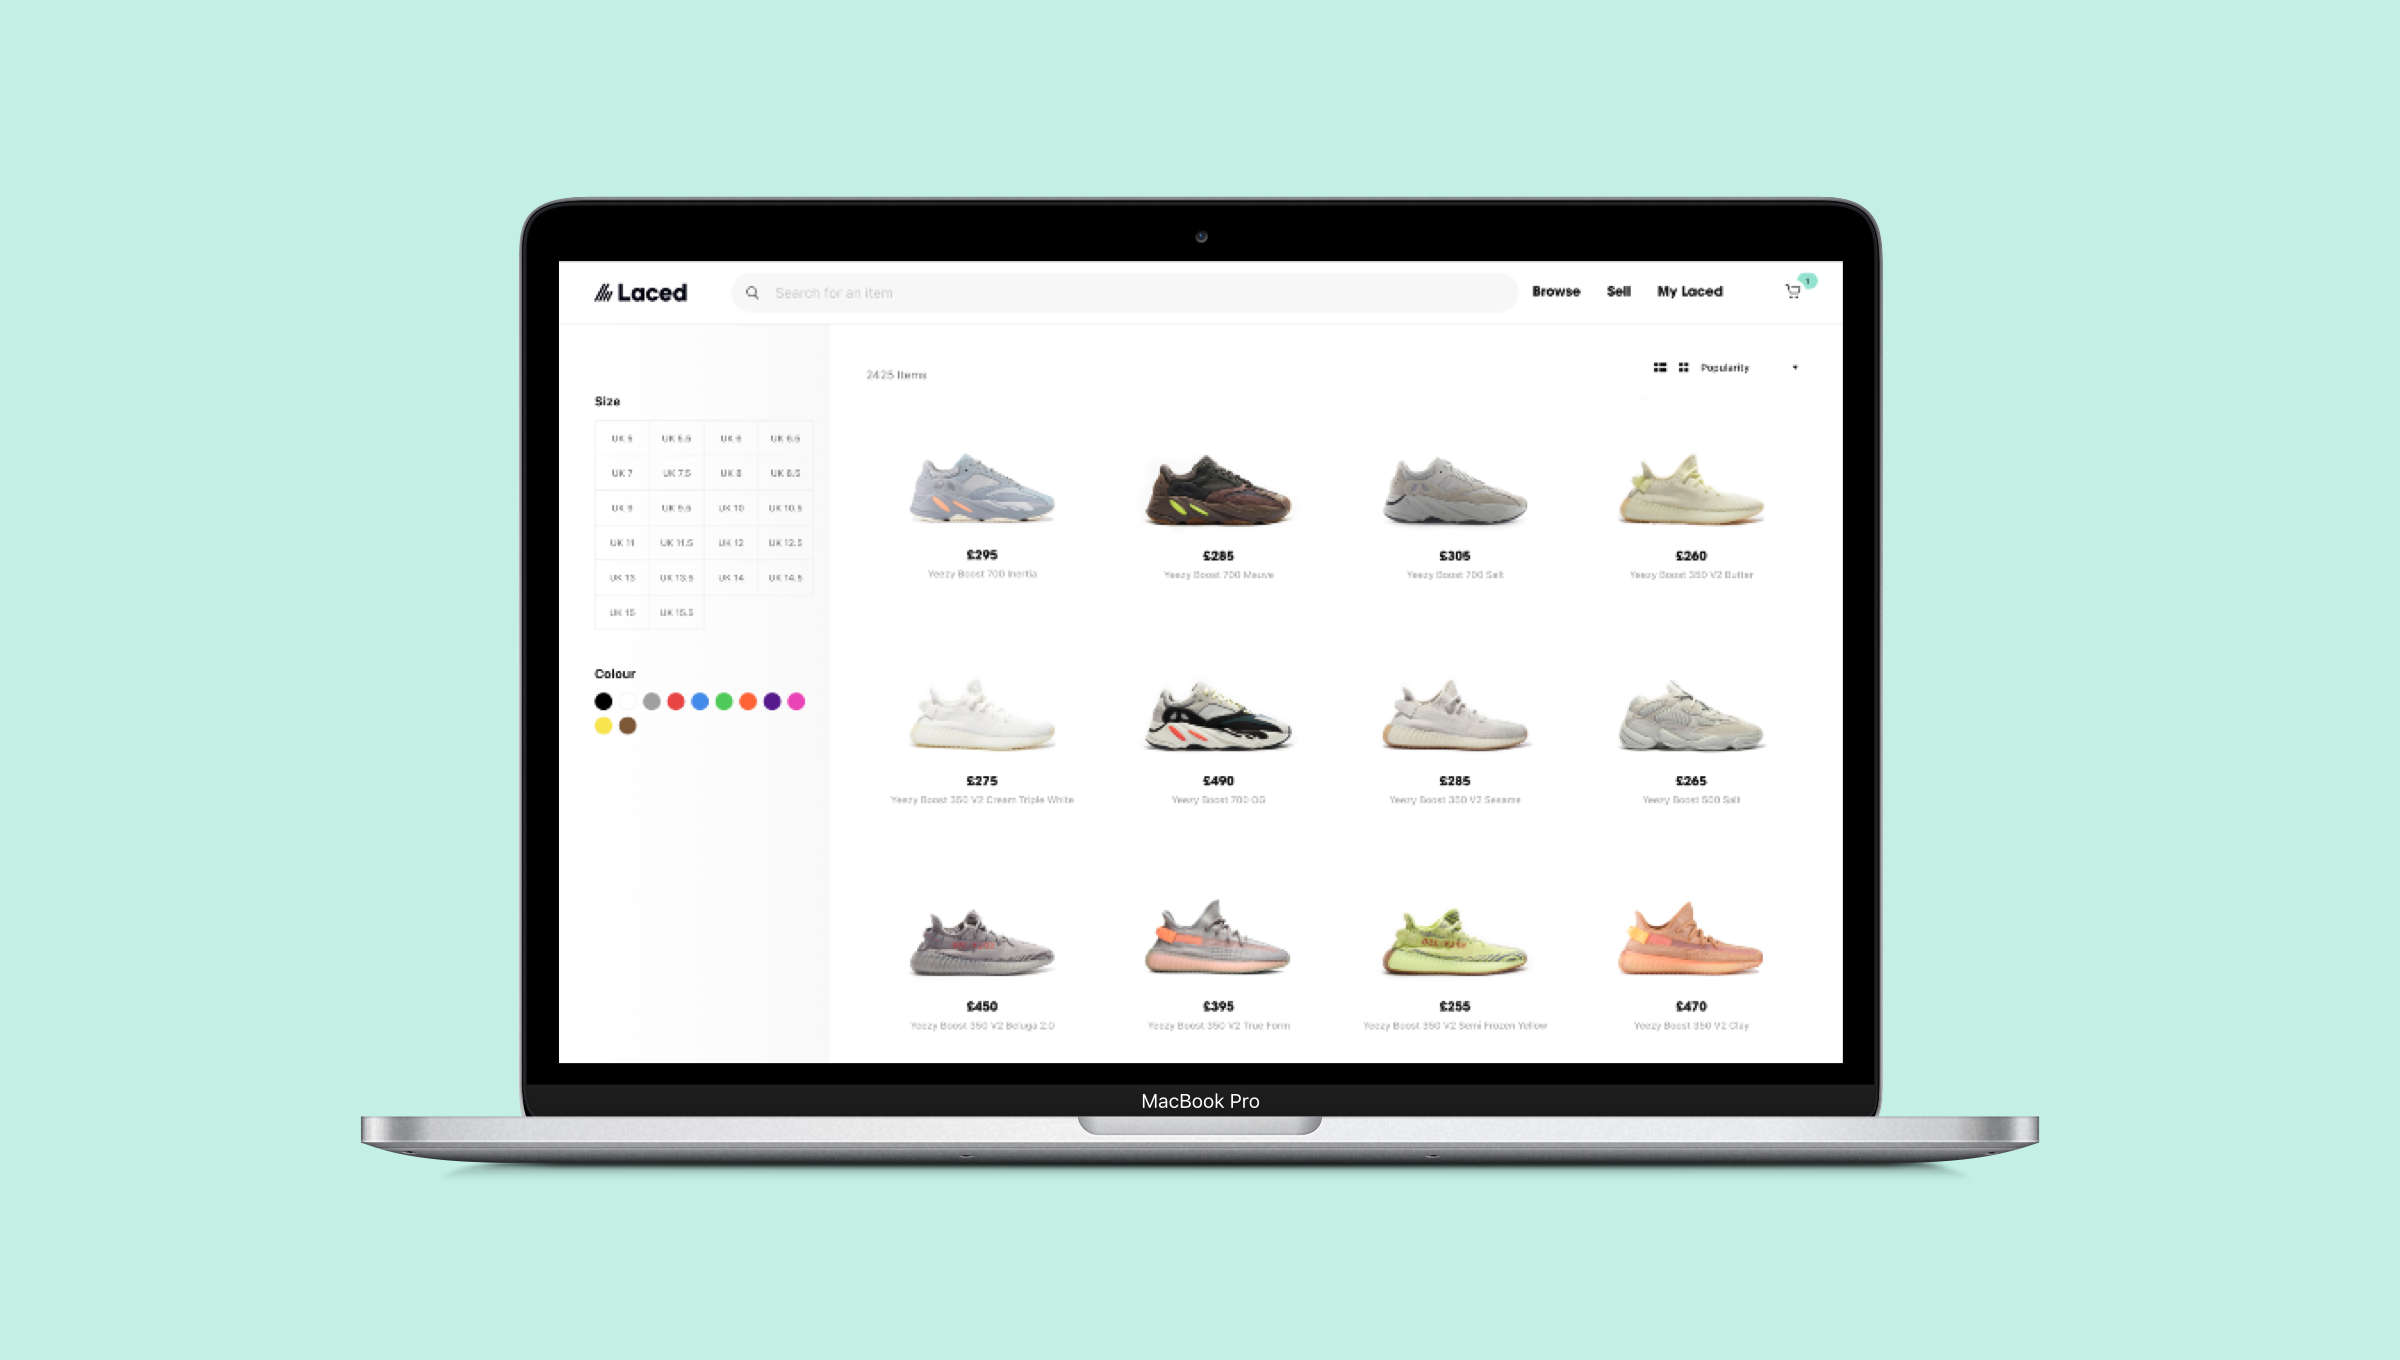 Laced
Search for an item
Browse
Sell
My Laced
1
2425 Items
Popularity
Size
UK 5 UK 5.5 UK 6 UK 6.5
UK 7 UK 7.5 UK 8 UK 8.5
UK 9 UK 9.5 UK 10 UK 10.5
UK 11 UK 11.5 UK 12 UK 12.5
UK 13 UK 13.5 UK 14 UK 14.5
UK 15 UK 15.5
Colour
£295 £285 £305 £260
Yeezy Boost 700 Inertia Yeezy Boost 700 Mauve Yeezy Boost 700 Salt Yeezy Boost 350 V2 Butter
£275 £490 £285 £265
Yeezy Boost 350 V2 Cream Triple White Yeezy Boost 700 OG Yeezy Boost 350 V2 Sesame Yeezy Boost 500 Salt
£450 £395 £255 £470
Yeezy Boost 350 V2 Beluga 2.0 Yeezy Boost 350 V2 True Form Yeezy Boost 350 V2 Semi Frozen Yellow Yeezy Boost 350 V2 Clay
MacBook Pro